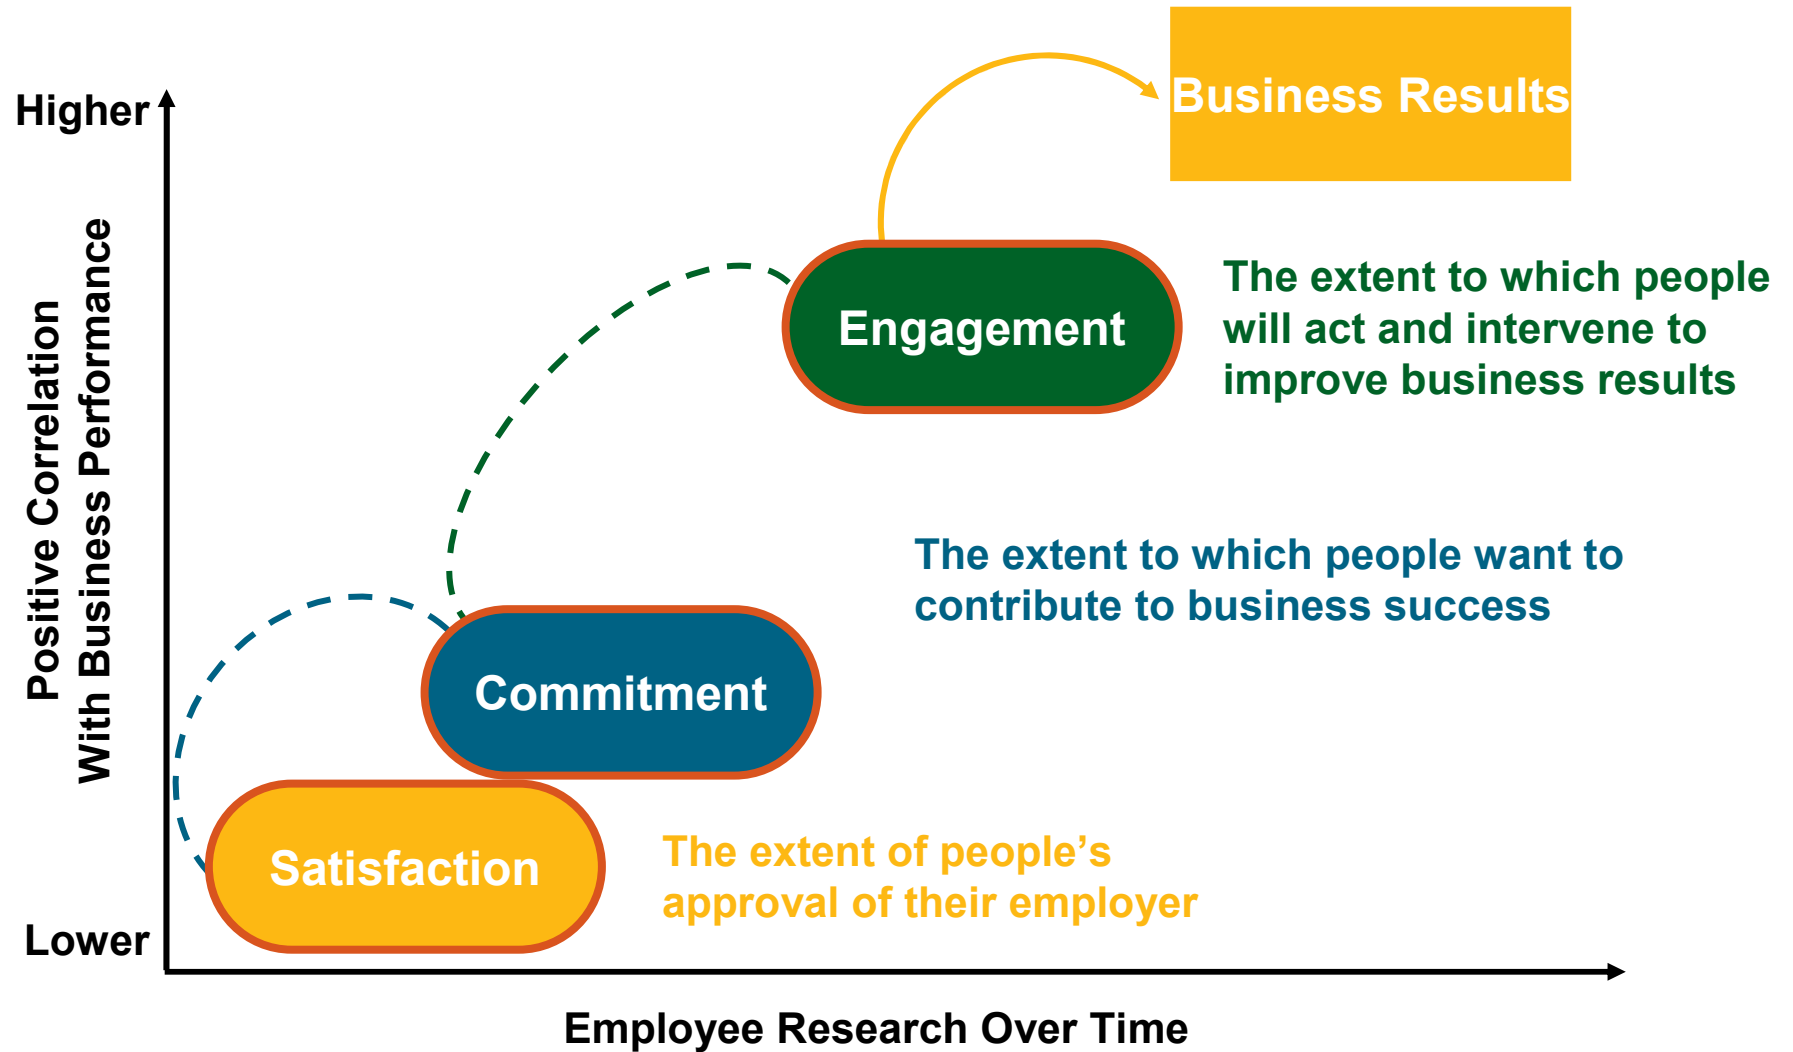 Business Results
Higher
Positive Correlation
With Business Performance
Engagement
The extent to which people
will act and intervene to
improve business results
The extent to which people want to
contribute to business success
Commitment
Satisfaction
The extent of people’s
approval of their employer
Lower
Employee Research Over Time